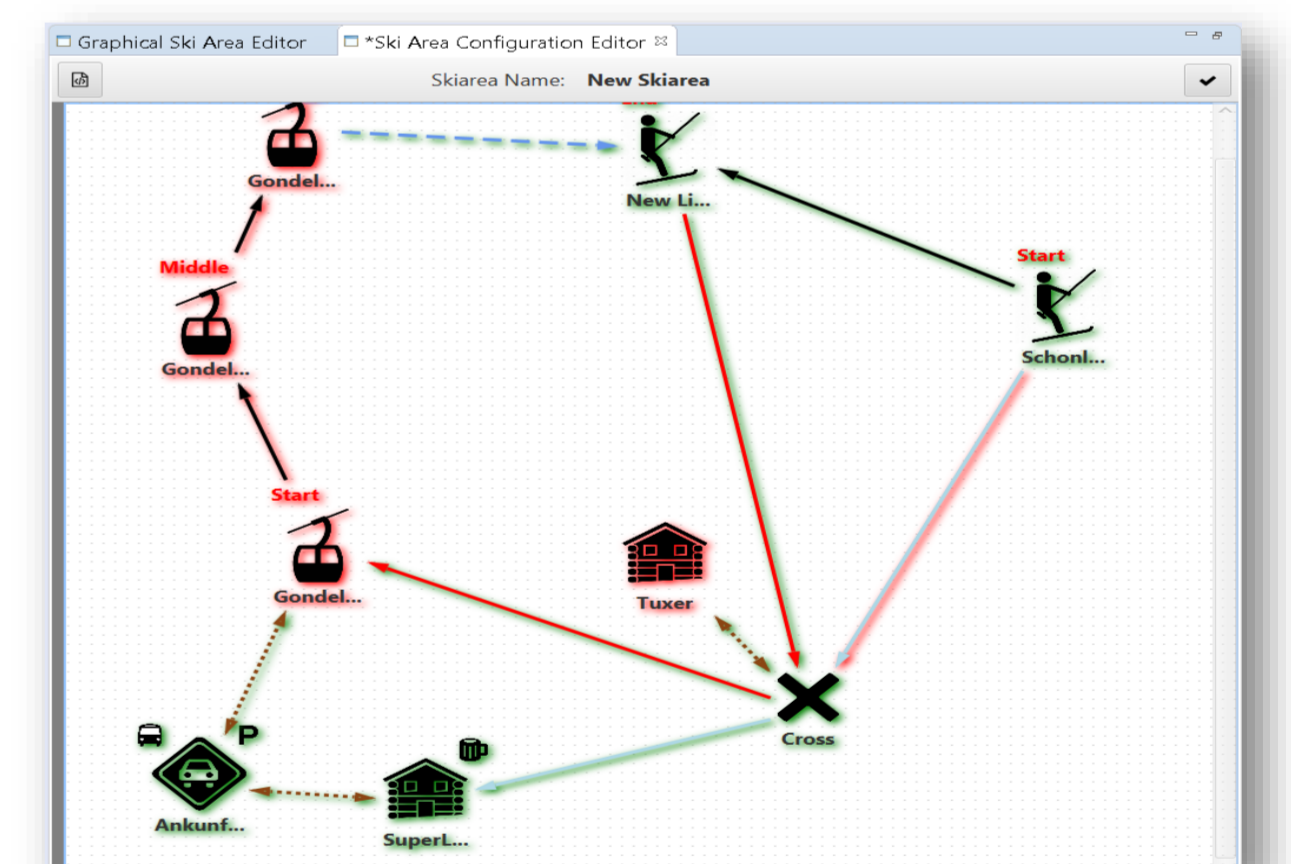 Graphical Ski Area Editor
*Ski Area Configuration Editor
Skiarea Name: New Skiarea
End
Gondel...
New Li...
Middle
Start
Gondel...
Schonl...
Start
Gondel...
Tuxer
P
Cross
Ankunf...
SuperL...